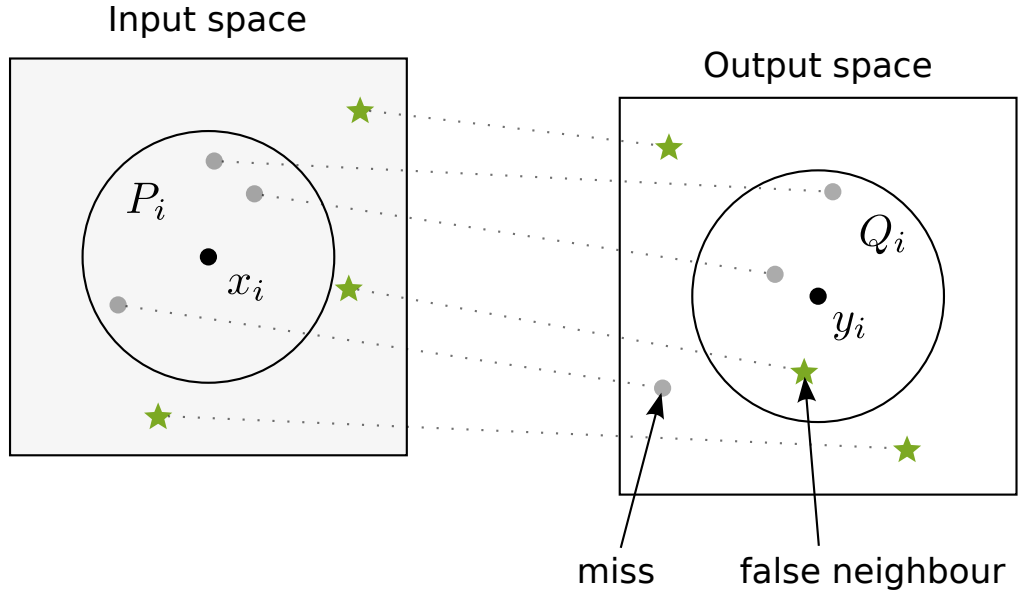 Input space
Output space
P_i
Q_i
x_i
y_i
miss
false neighbour